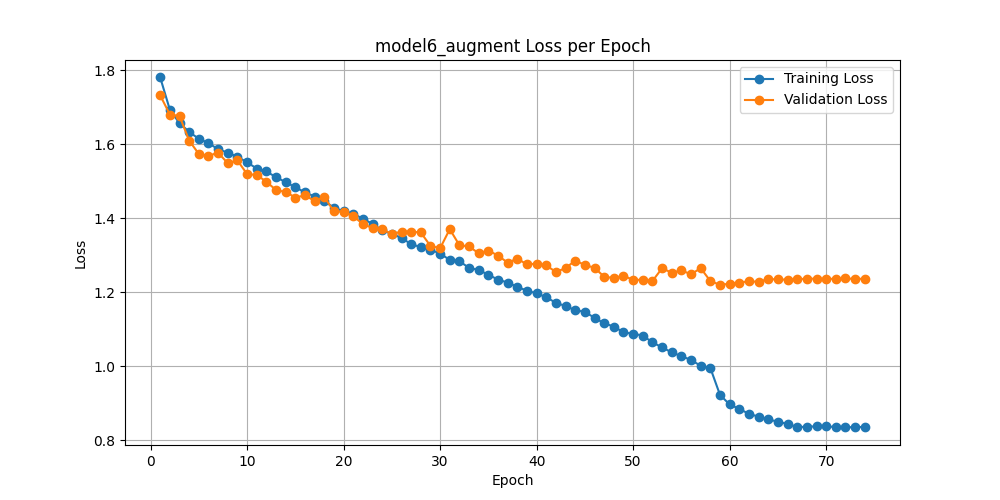 model6_augment Loss per Epoch
Training Loss
Validation Loss
Loss
1.8
1.6
1.4
1.2
1.0
0.8
0 10 20 30 40 50 60 70
Epoch